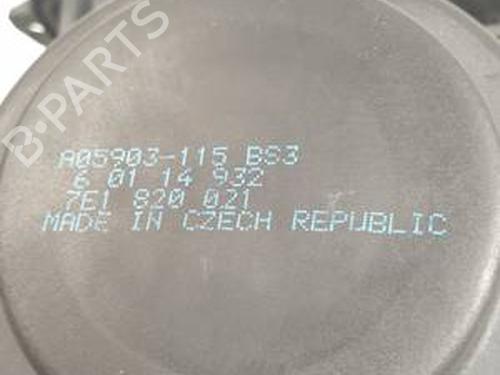 B-PARTS
A05903-115 BS3
6 01 14 932
7E1 820 021
MADE IN CZECH REPUBLIC